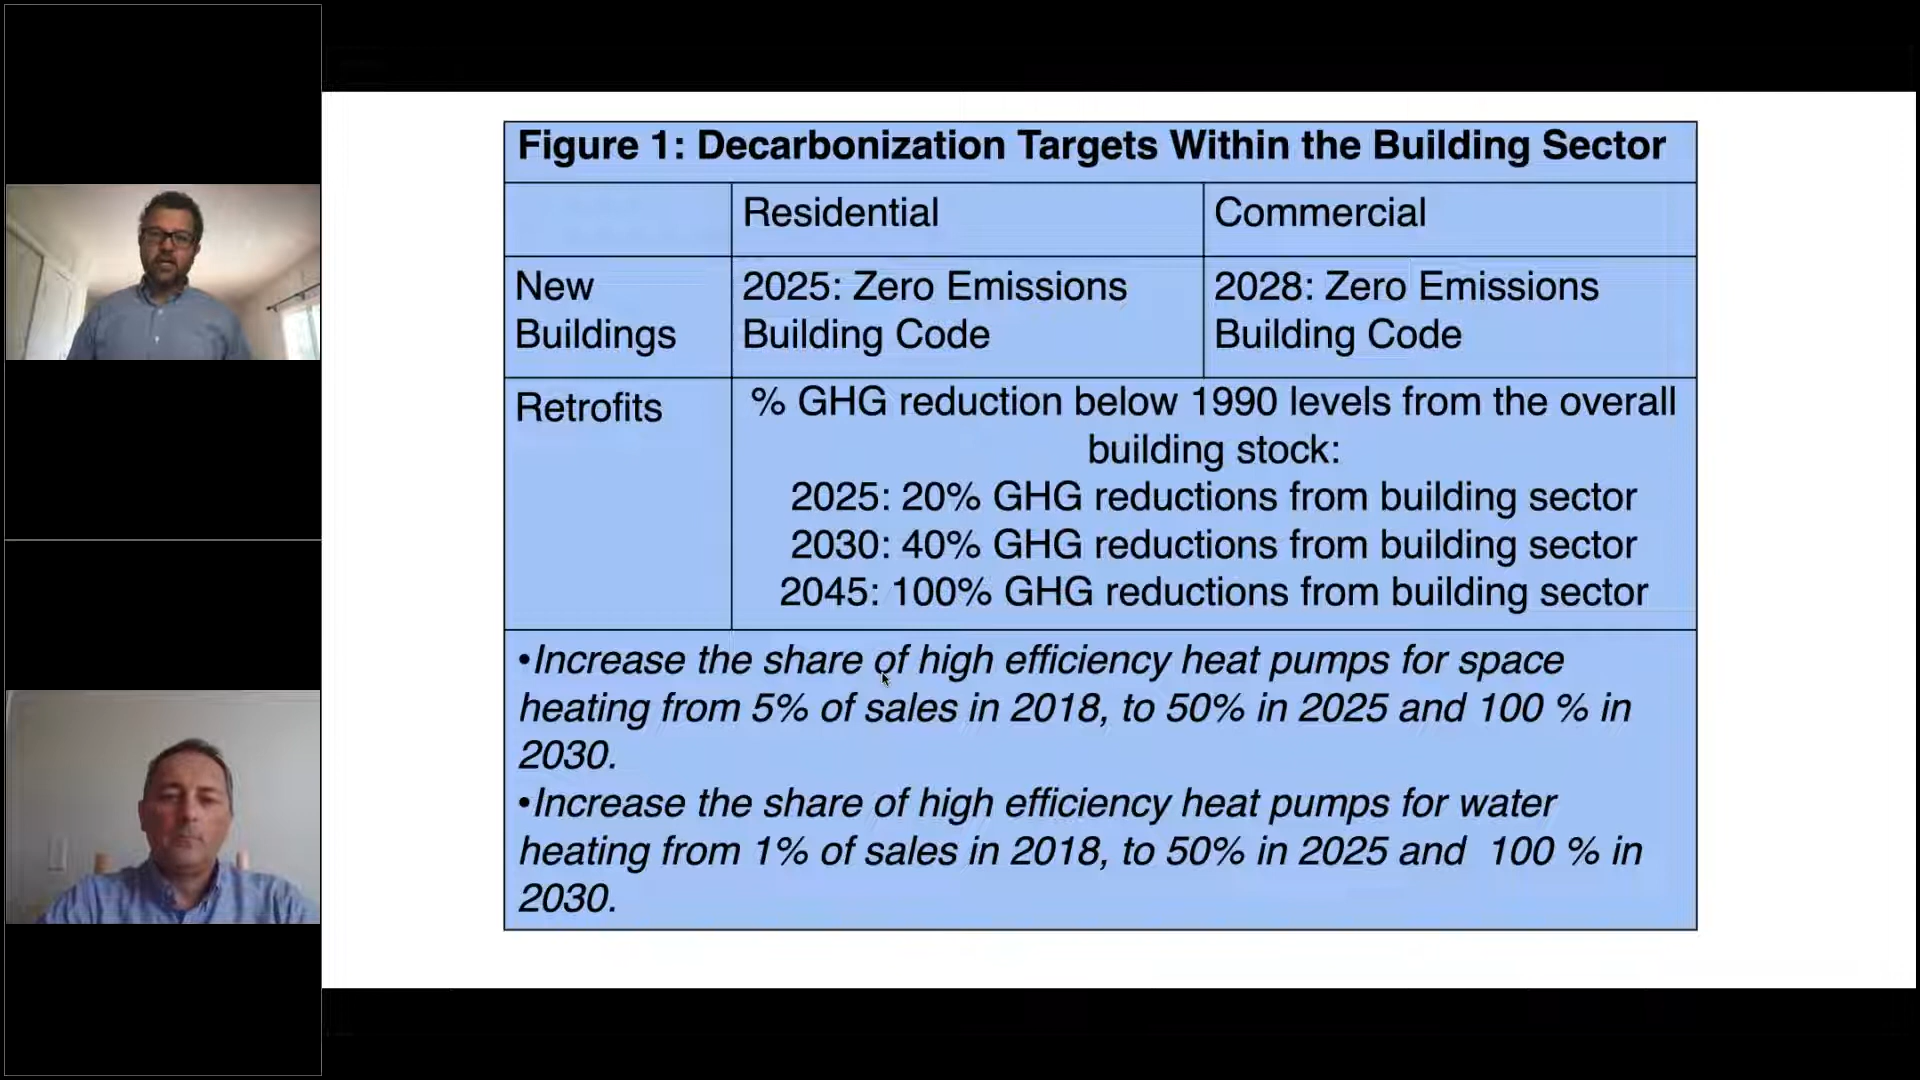 Figure 1: Decarbonization Targets Within the Building Sector
Residential
Commercial
New
Buildings
2025: Zero Emissions
Building Code
2028: Zero Emissions
Building Code
Retrofits
% GHG reduction below 1990 levels from the overall
building stock:
2025: 20% GHG reductions from building sector
2030: 40% GHG reductions from building sector
2045: 100% GHG reductions from building sector
•Increase the share of high efficiency heat pumps for space
heating from 5% of sales in 2018, to 50% in 2025 and 100 % in
2030.
•Increase the share of high efficiency heat pumps for water
heating from 1% of sales in 2018, to 50% in 2025 and  100 % in
2030.